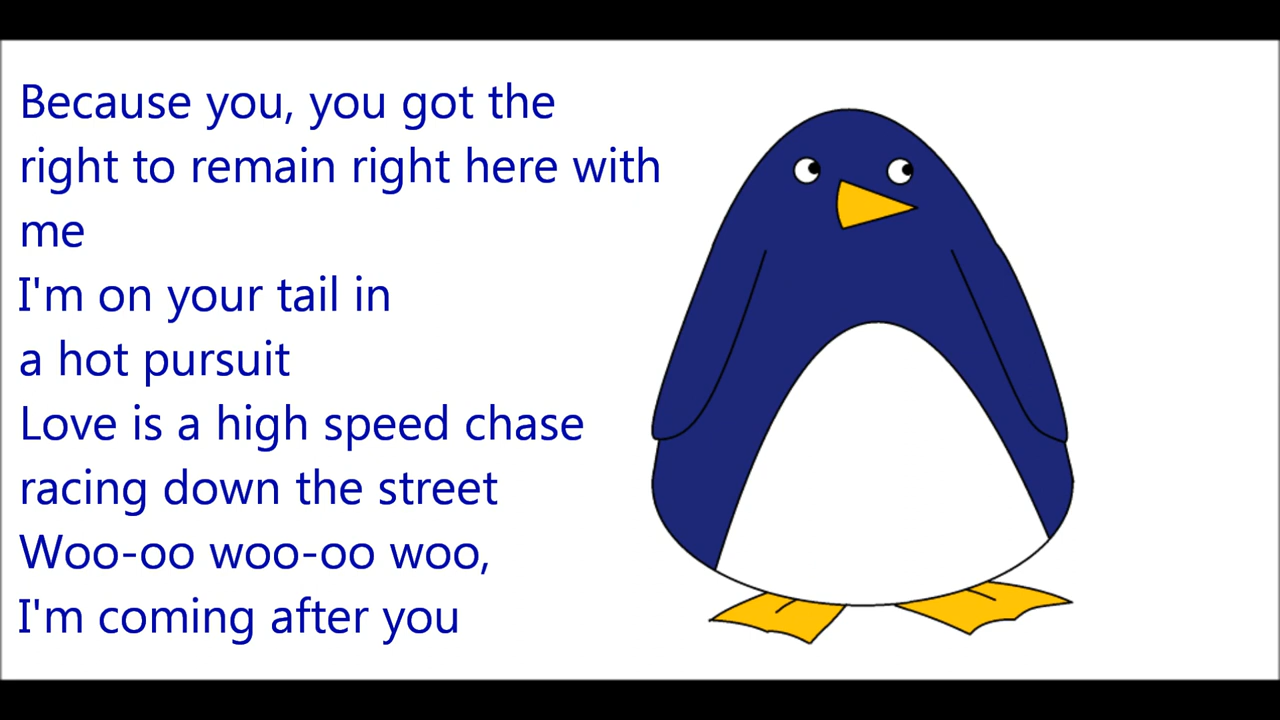 Because you, you got the
right to remain right here with
me
I'm on your tail in
a hot pursuit
Love is a high speed chase
racing down the street
Woo-oo woo-oo woo,
I'm coming after you